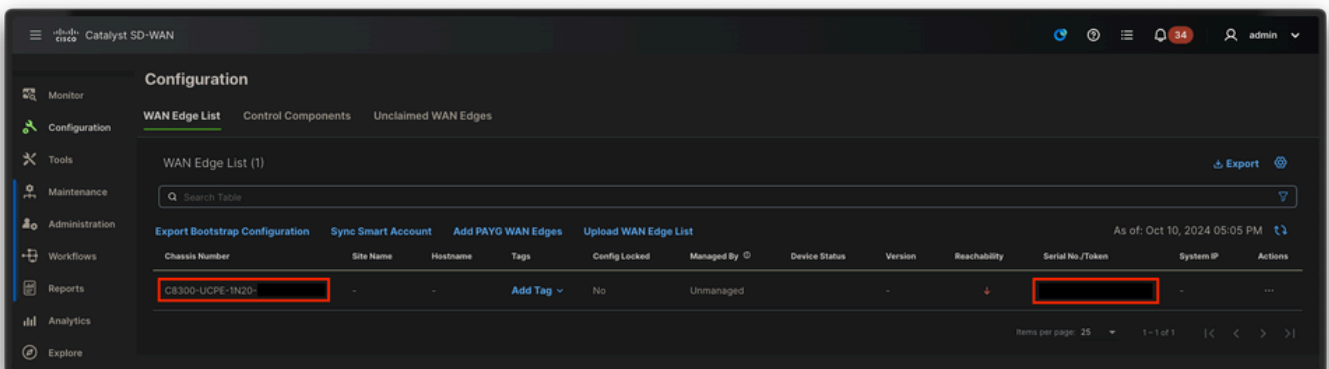 CISCO Catalyst SD-WAN 34 admin
Configuration
Monitor
WAN Edge List Control Components Unclaimed WAN Edges
Configuration
Tools
WAN Edge List (1) Export
Maintenance
Search Table
Administration
Export Bootstrap Configuration Sync Smart Account Add PAYG WAN Edges Upload WAN Edge List As of: Oct 10, 2024 05:05 PM
Workflows
Chassis Number Site Name Hostname Tags Config Locked Managed By Device Status Version Reachability Serial No./Token System IP Actions
Reports
C8300-UCPE-1N20- - - Add Tag No Unmanaged - - ...
Analytics
Items per page: 25 1 – 1 of 1 |< < > >|
Explore